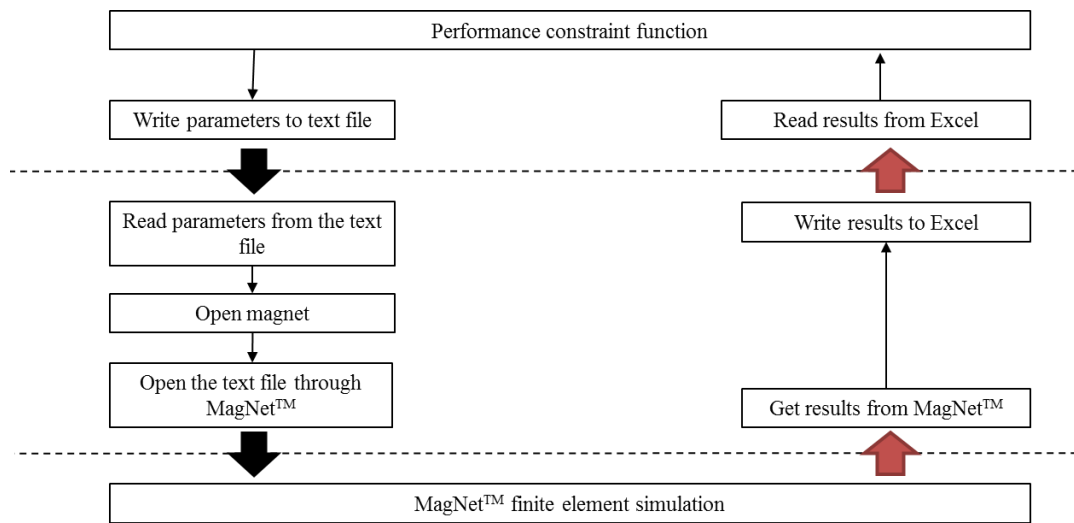 Performance constraint function
Write parameters to text file
Read results from Excel
Read parameters from the text
file
Write results to Excel
Open magnet
Open the text file through
MagNet™
Get results from MagNet™
MagNet™ finite element simulation